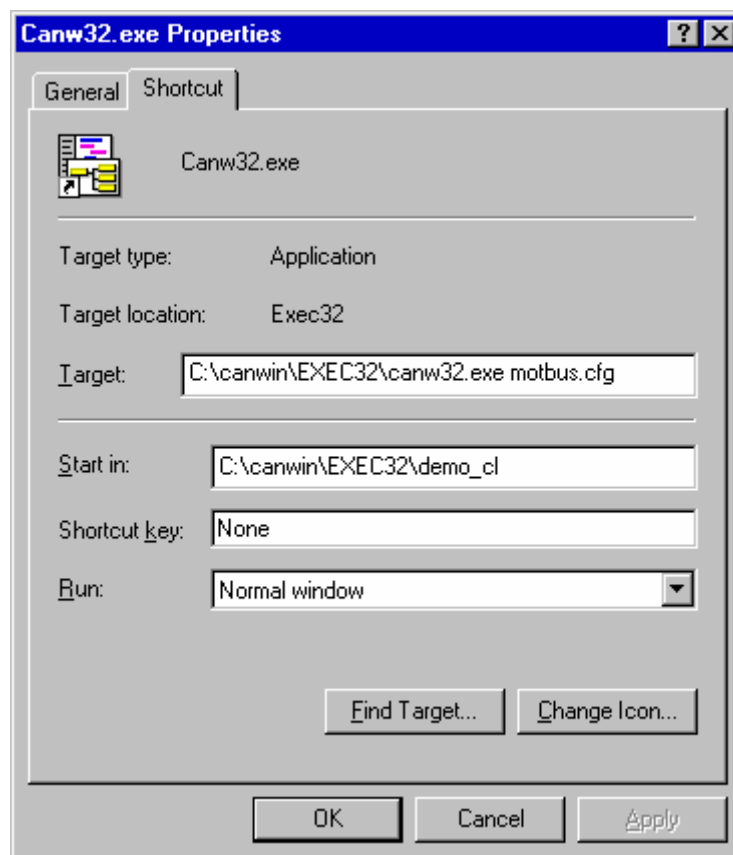 Canw32.exe Properties
General Shortcut
Canw32.exe
Target type: Application
Target location: Exec32
Target: C:\canwin\EXEC32\canw32.exe motbus.cfg
Start in: C:\canwin\EXEC32\demo_cl
Shortcut key: None
Run: Normal window
Find Target... Change Icon...
OK Cancel Apply